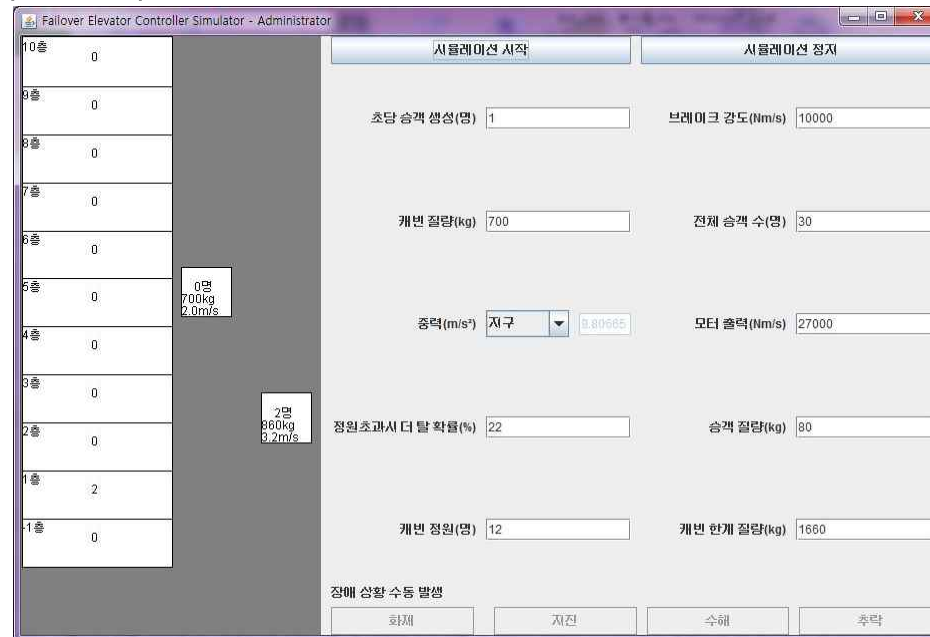 Failover Elevator Controller Simulator - Administrator
시뮬레이션 시작 시뮬레이션 정지
10층
0
9층
0
8층
0
7층
0
6층
0
5층
0
4층
0
3층
0
2층
0
1층
2
-1층
0
0명
700kg
2.0m/s
2명
860kg
3.2m/s
초당 승객 생성(명) 1 브레이크 강도(Nm/s) 10000
캐빈 질량(kg) 700 전체 승객 수(명) 30
중력(m/s²) 지구 9.80665 모터 출력(Nm/s) 27000
정원초과시 더 탈 확률(%) 22 승객 질량(kg) 80
캐빈 정원(명) 12 캐빈 한계 질량(kg) 1660
장애 상황 수동 발생
화재 지진 수해 추락